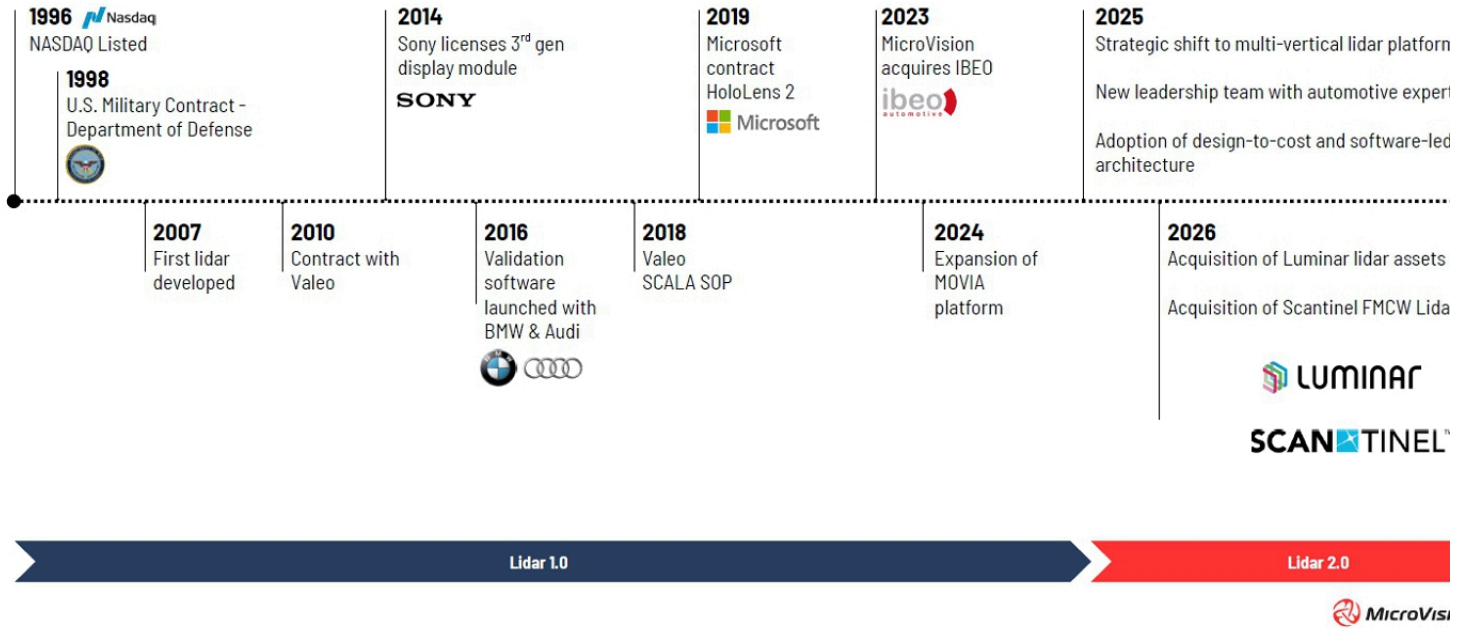 1996 Nasdaq
NASDAQ Listed
1998
U.S. Military Contract -
Department of Defense
2014
Sony licenses 3rd gen
display module
SONY
2019
Microsoft
contract
HoloLens 2
Microsoft
2023
MicroVision
acquires IBEO
ibeo
automotive
2025
Strategic shift to multi-vertical lidar platform
New leadership team with automotive expert
Adoption of design-to-cost and software-led
architecture
2007
First lidar
developed
2010
Contract with
Valeo
2016
Validation
software
launched with
BMW & Audi
BMW
2018
Valeo
SCALA SOP
2024
Expansion of
MOVIA
platform
2026
Acquisition of Luminar lidar assets
Acquisition of Scantinel FMCW Lida
LUMINAR
SCANTINEL
Lidar 1.0
Lidar 2.0
MicroVisi